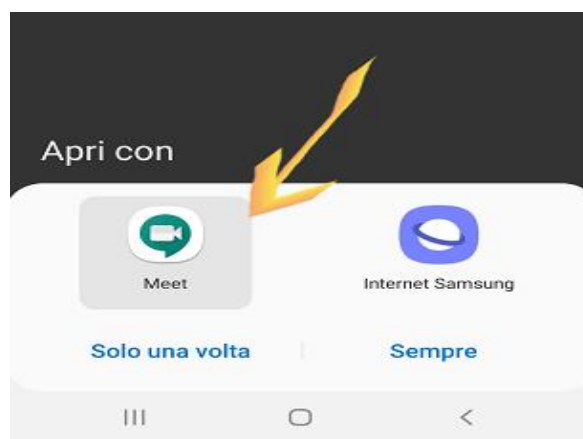 Apri con
Meet
Internet Samsung
Solo una volta
Sempre